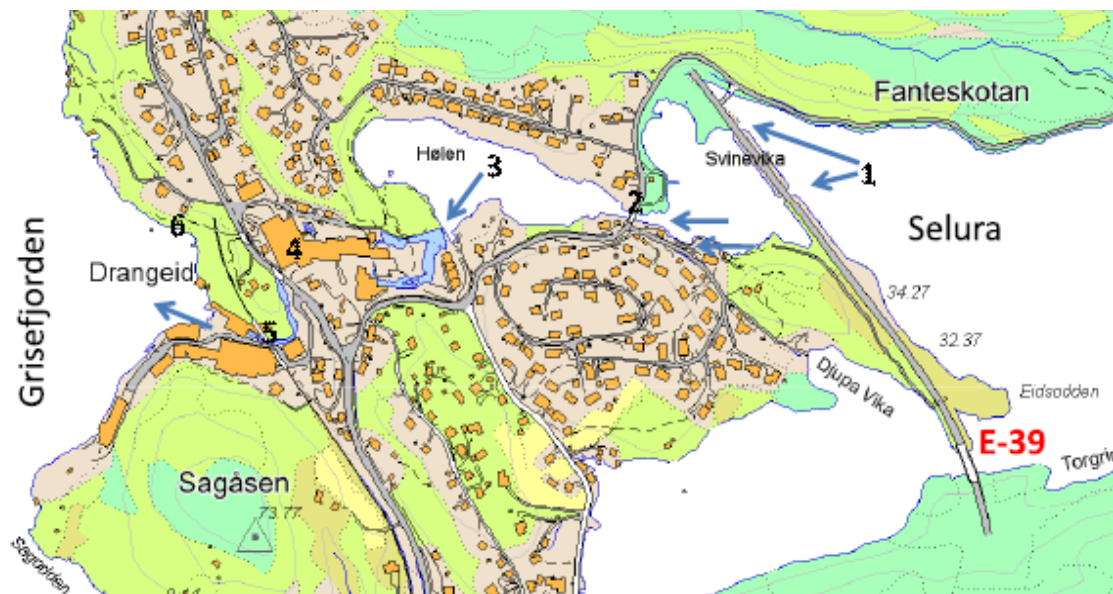 Fanteskotan
Hølen
3
Svinevika
1
2
Selura
6
4
Drangeid
Grisefjorden
34.27
5
32.37
Djupa Vika
Eidsodden
E-39
Sagåsen
73.77
Sagodden